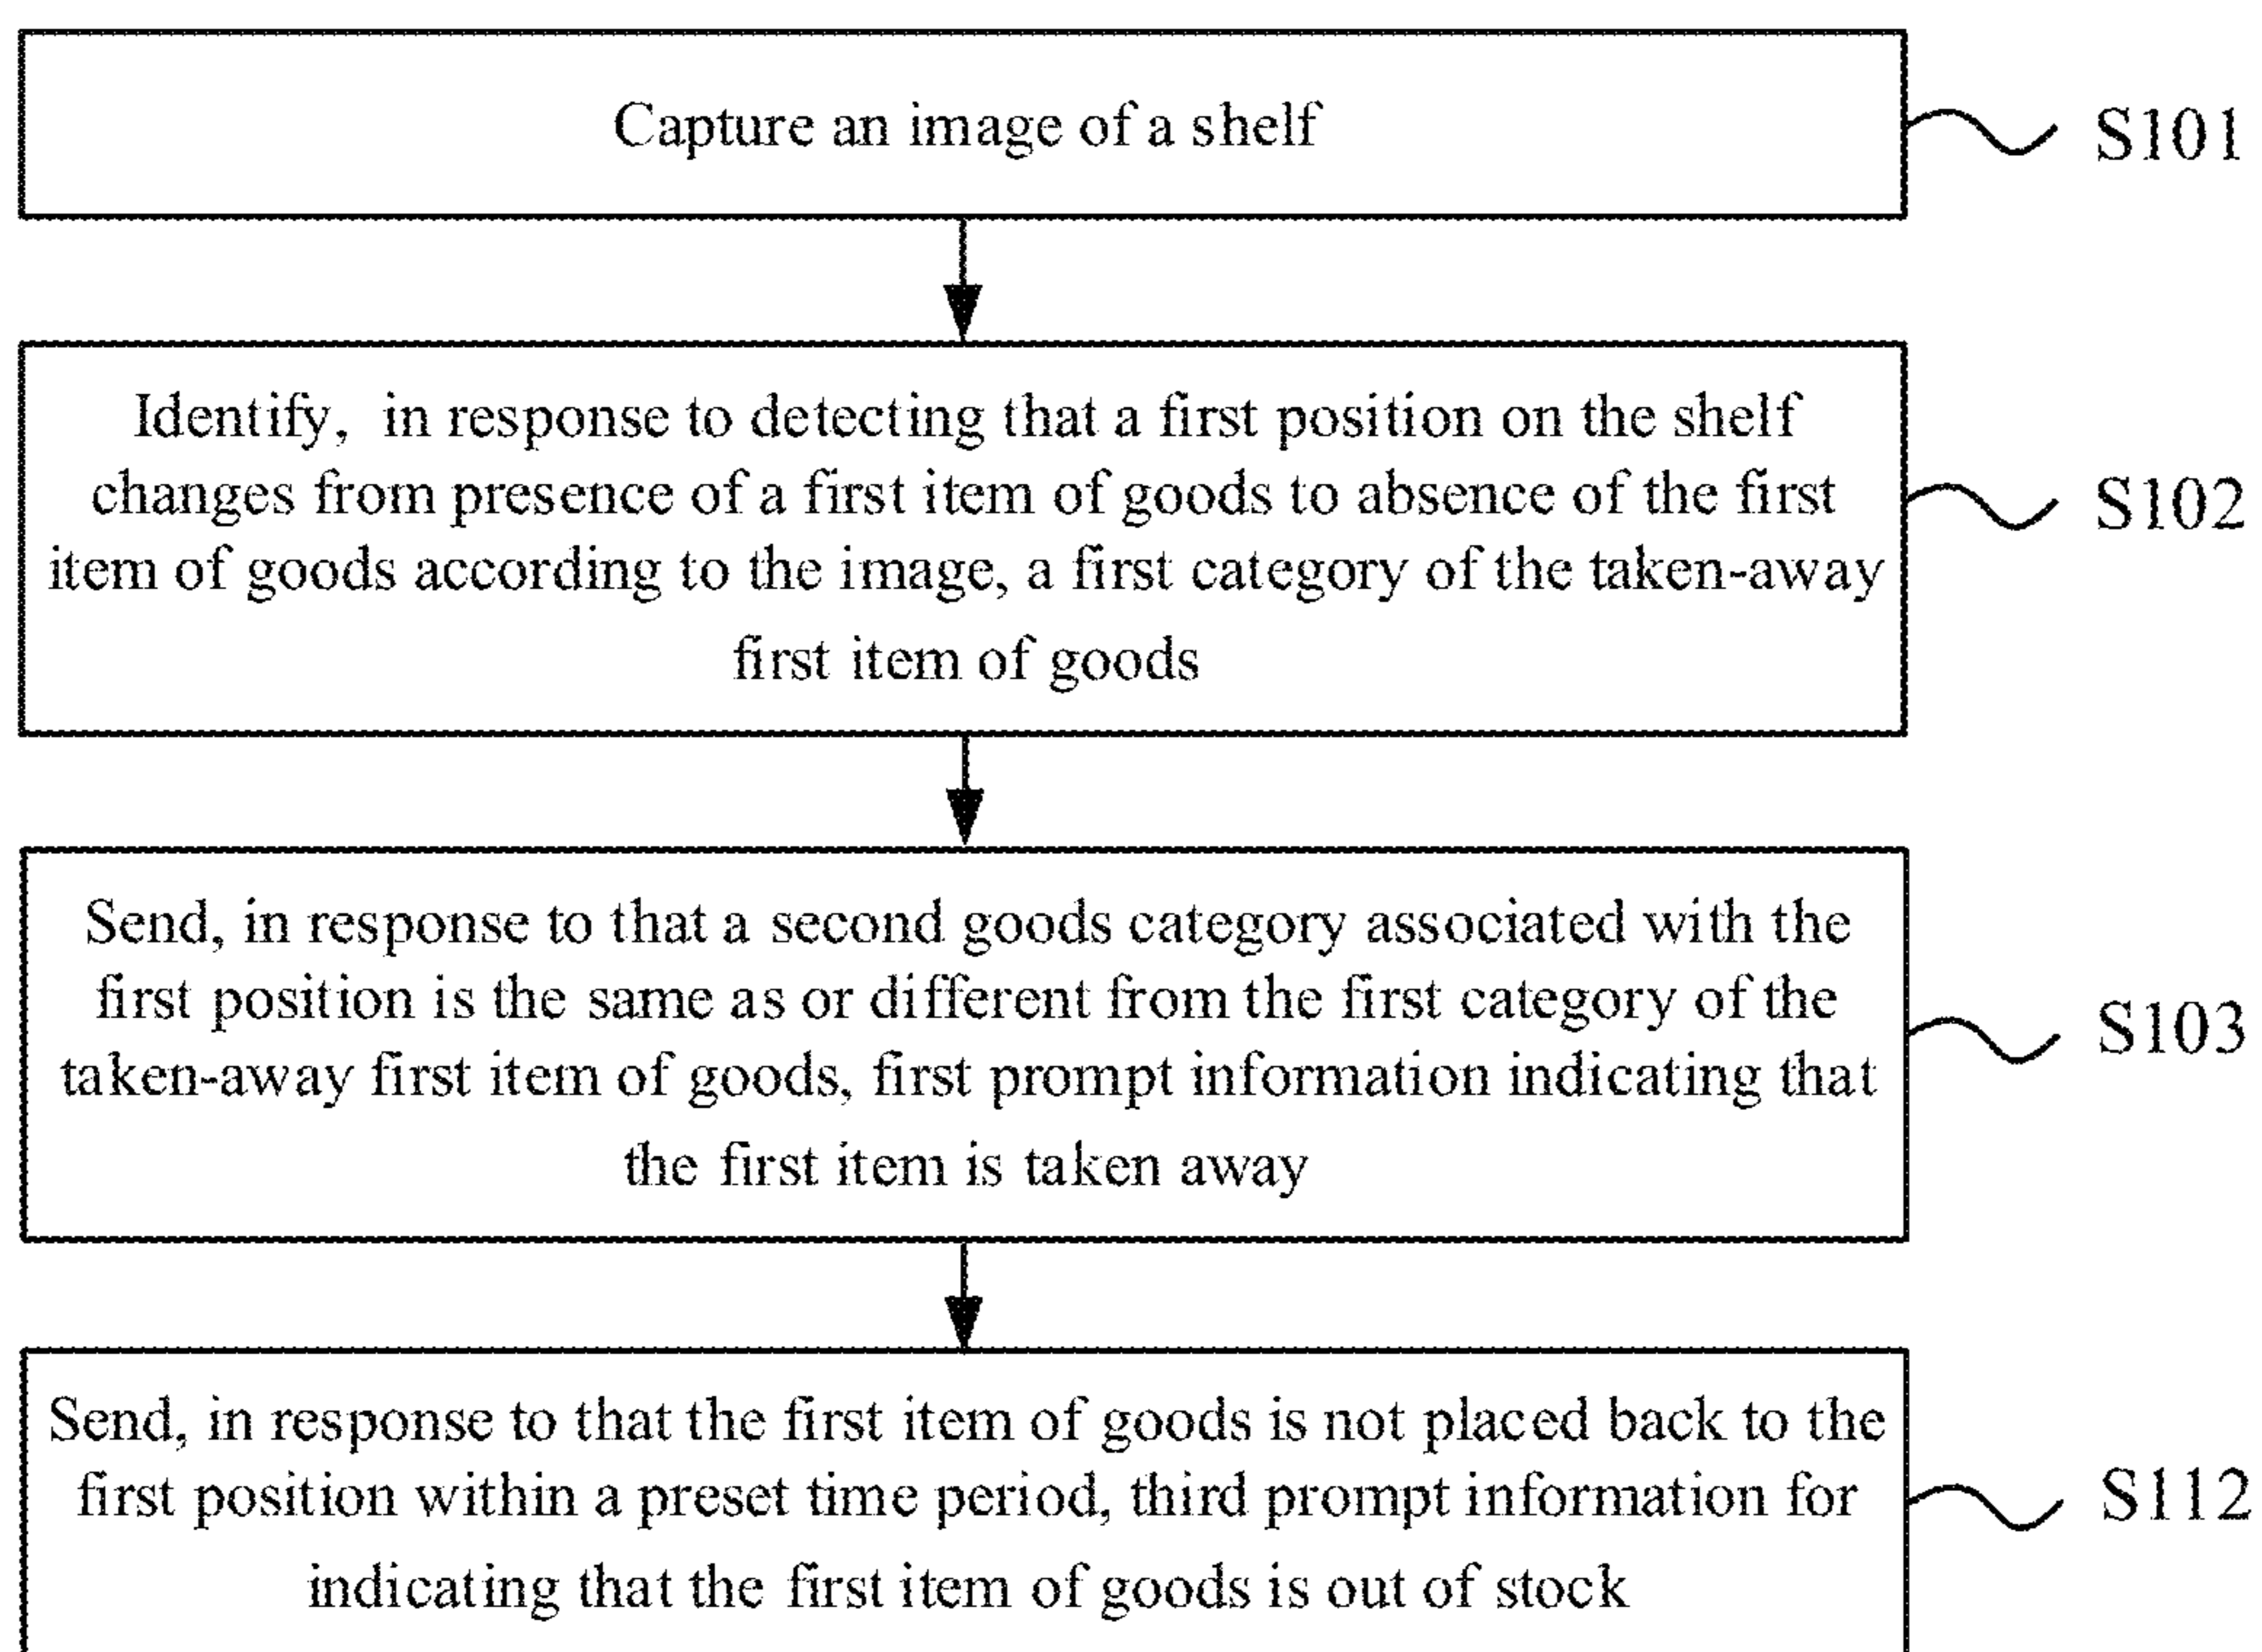 Capture an image of a shelf
S101
Identify, in response to detecting that a first position on the shelf
changes from presence of a first item of goods to absence of the first
item of goods according to the image, a first category of the taken-away
first item of goods
S102
Send, in response to that a second goods category associated with the
first position is the same as or different from the first category of the
taken-away first item of goods, first prompt information indicating that
the first item is taken away
S103
Send, in response to that the first item of goods is not placed back to the
first position within a preset time period, third prompt information for
indicating that the first item of goods is out of stock
S112